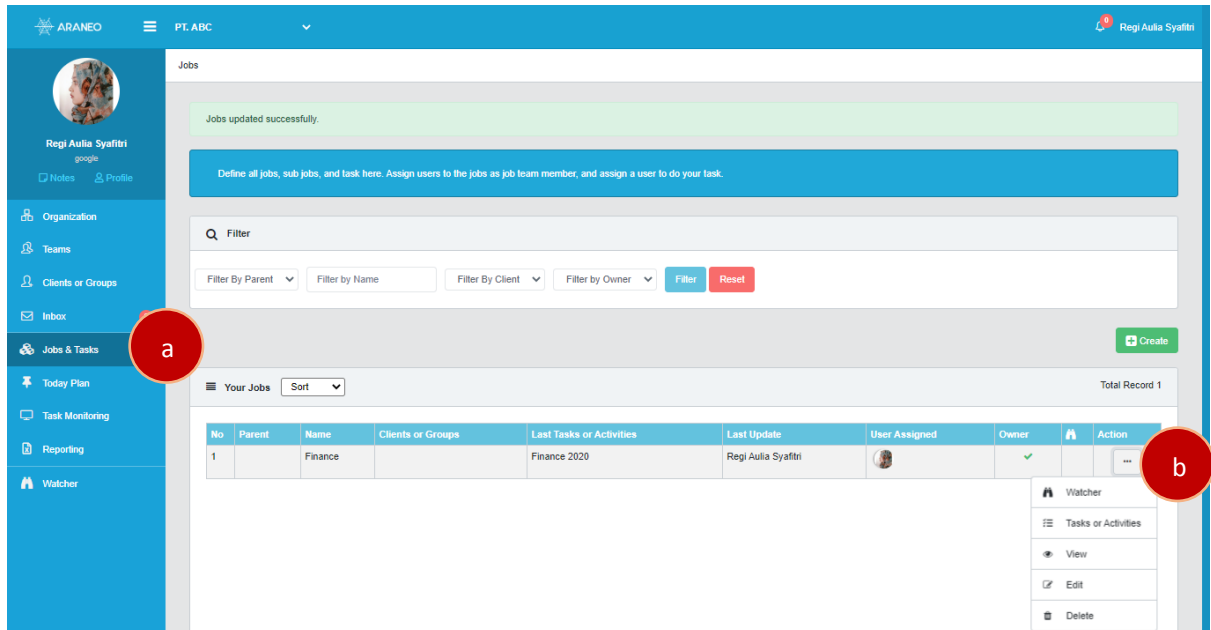 ARANEO
PT. ABC
0
Regi Aulia Syafitri
Jobs
Regi Aulia Syafitri
google
Notes Profile
Organization
Teams
Clients or Groups
Inbox
Jobs & Tasks
Today Plan
Task Monitoring
Reporting
Watcher
a
Jobs updated successfully.
Define all jobs, sub jobs, and task here. Assign users to the jobs as job team member, and assign a user to do your task.
Filter
Filter By Parent Filter by Name Filter By Client Filter by Owner Filter Reset
Create
Your Jobs Sort Total Record 1
No Parent Name Clients or Groups Last Tasks or Activities Last Update User Assigned Owner Action
1 Finance Finance 2020 Regi Aulia Syafitri ...
b
Watcher
Tasks or Activities
View
Edit
Delete